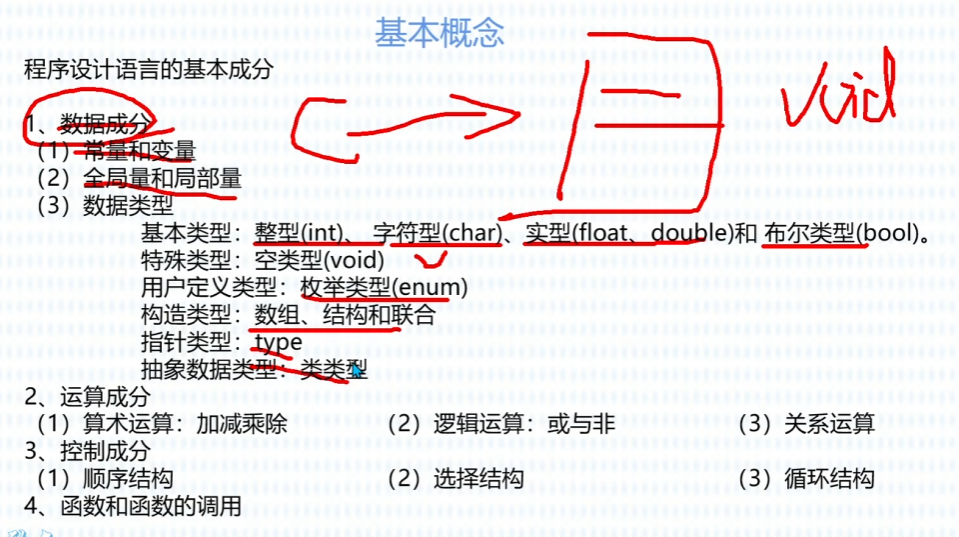 基本概念
程序设计语言的基本成分
void
1、数据成分
（1）常量和变量
（2）全局量和局部量
（3）数据类型
基本类型：整型(int)、 字符型(char)、实型(float、double)和 布尔类型(bool)。
特殊类型：空类型(void)
用户定义类型：枚举类型(enum)
构造类型：数组、结构和联合
指针类型：type
抽象数据类型：类类型
2、运算成分
（1）算术运算：加减乘除 （2）逻辑运算：或与非 （3）关系运算
3、控制成分
（1）顺序结构 （2）选择结构 （3）循环结构
4、函数和函数的调用